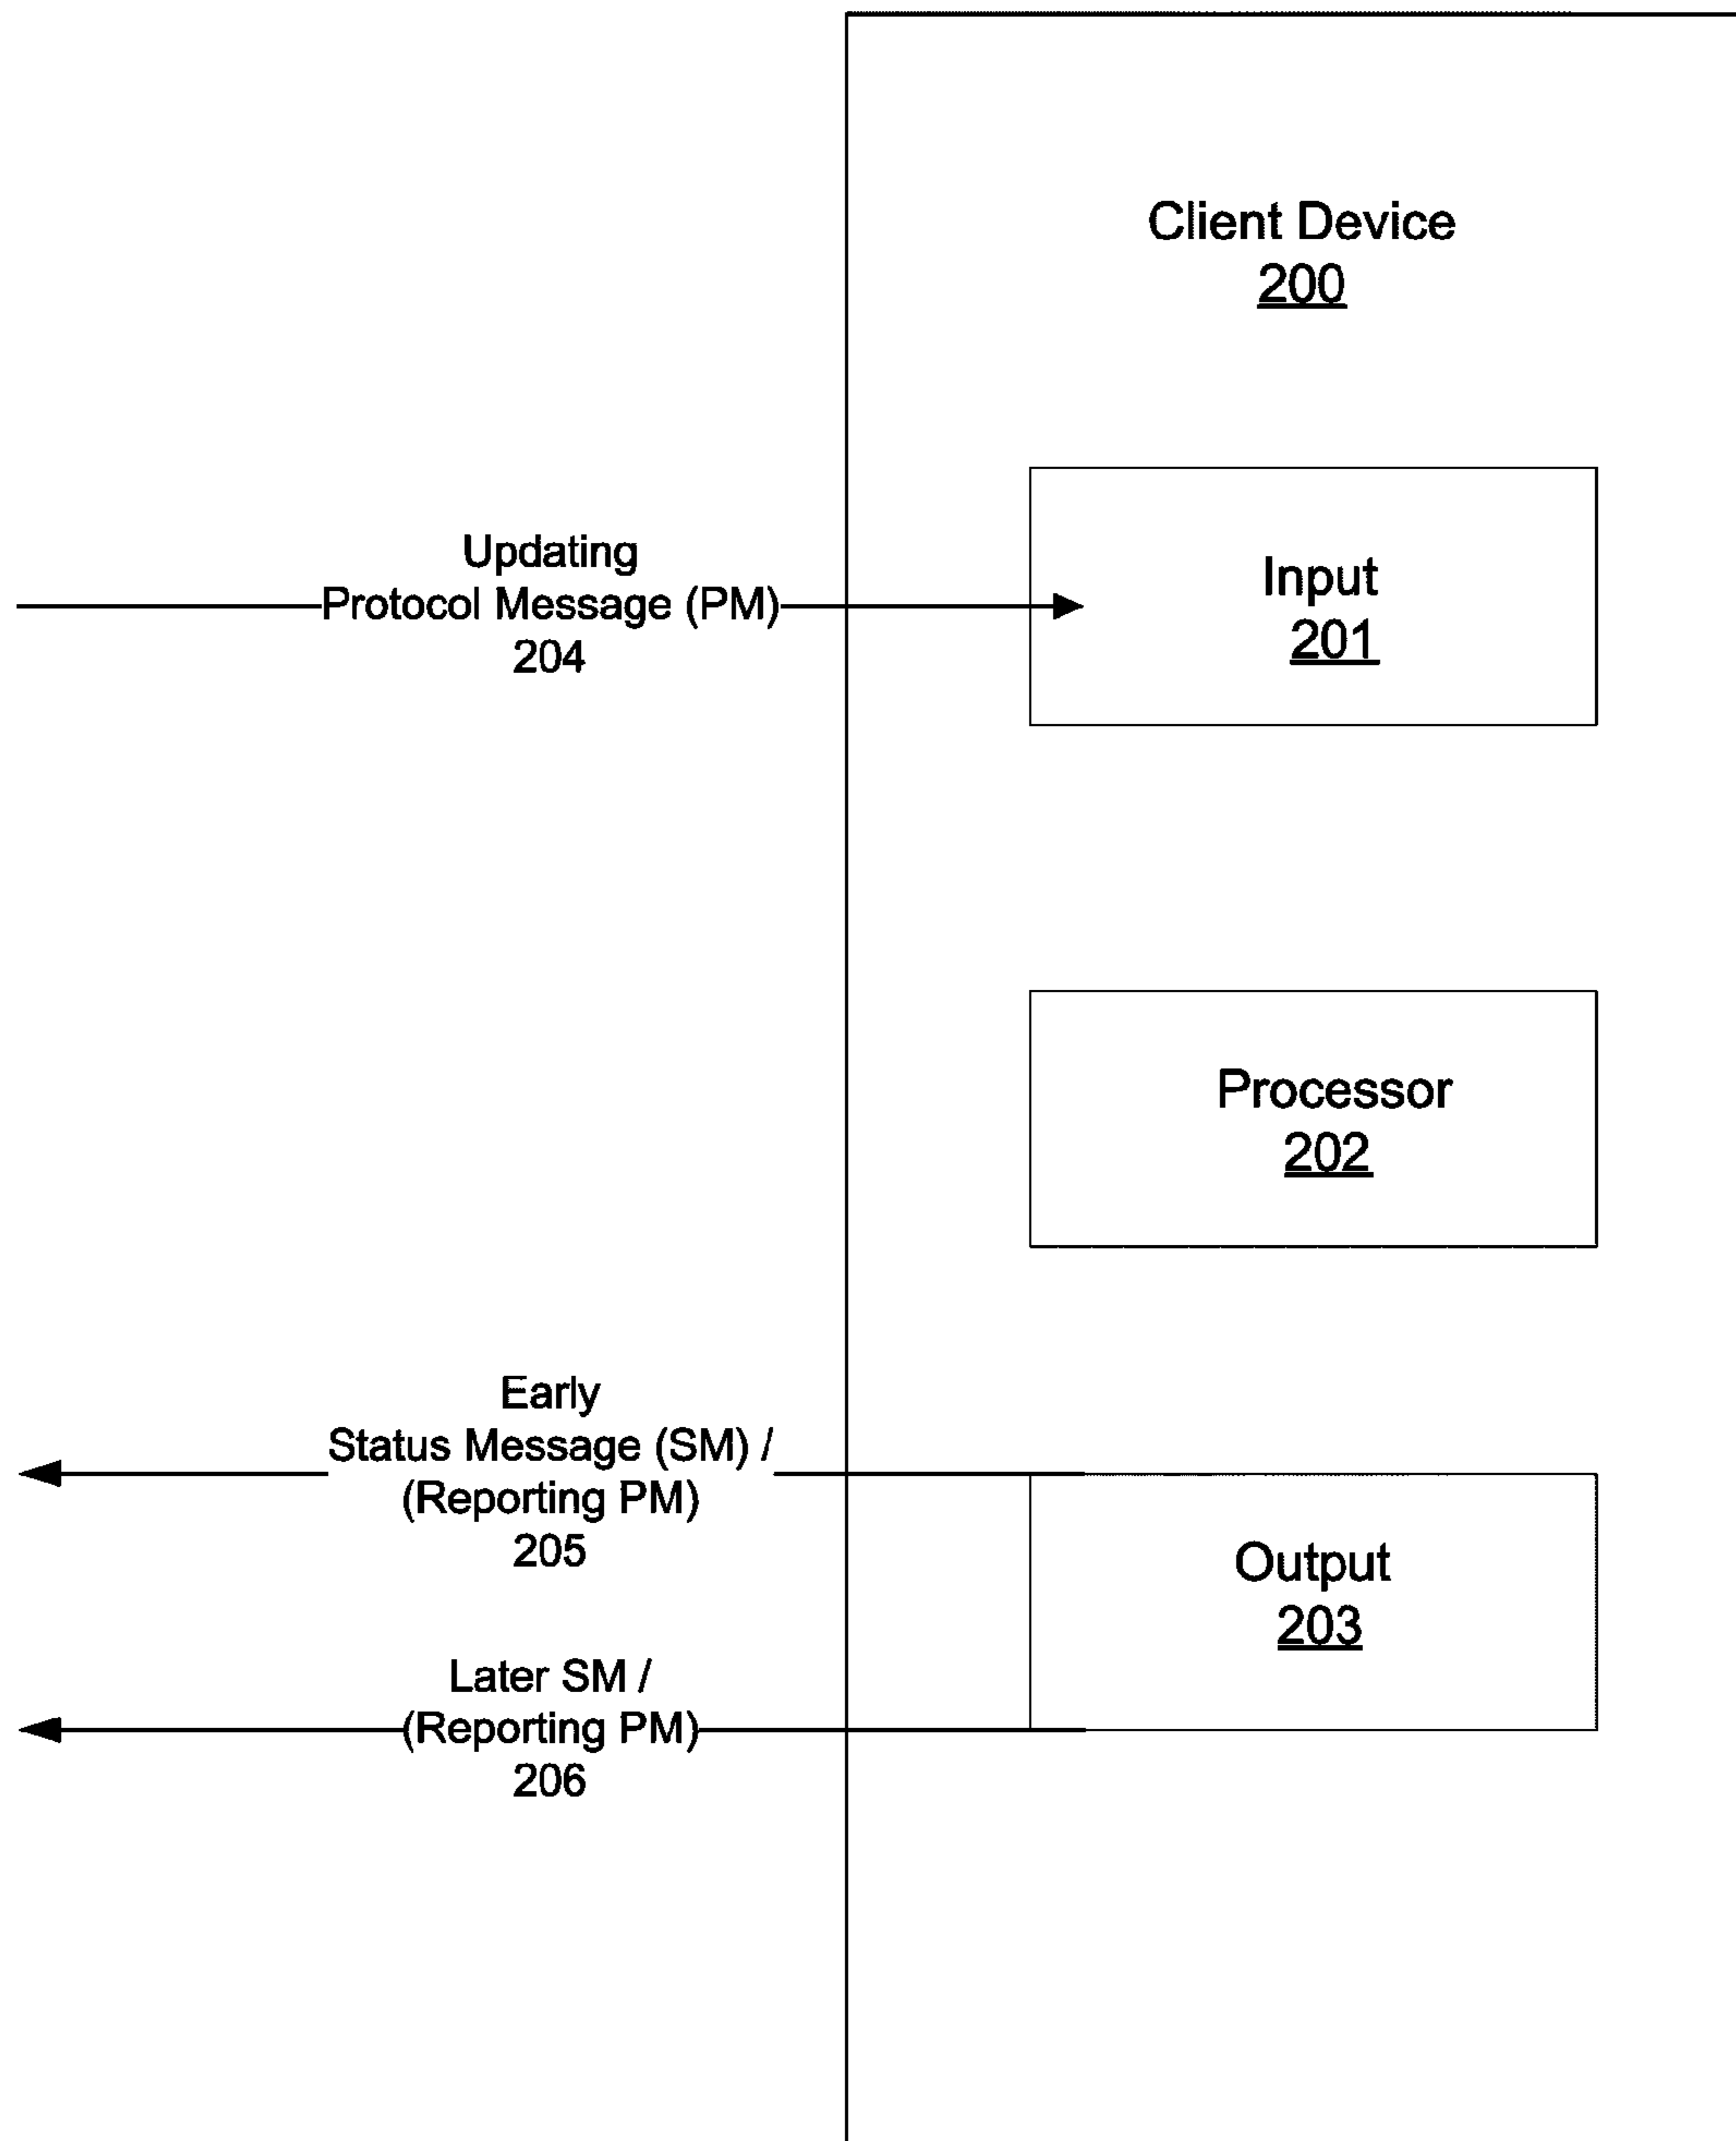 Client Device
200
Updating
Protocol Message (PM)
204
Input
201
Processor
202
Early
Status Message (SM) /
(Reporting PM)
205
Output
203
Later SM /
(Reporting PM)
206